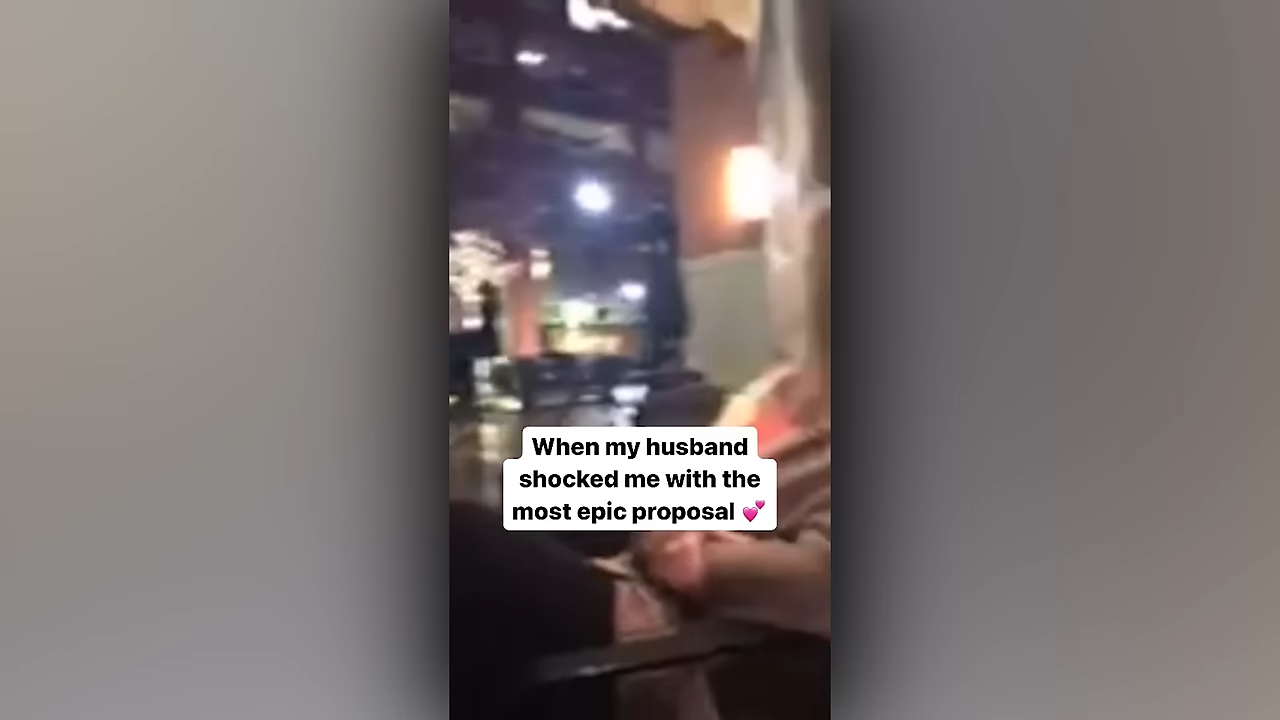 When my husband
shocked me with the
most epic proposal 💕